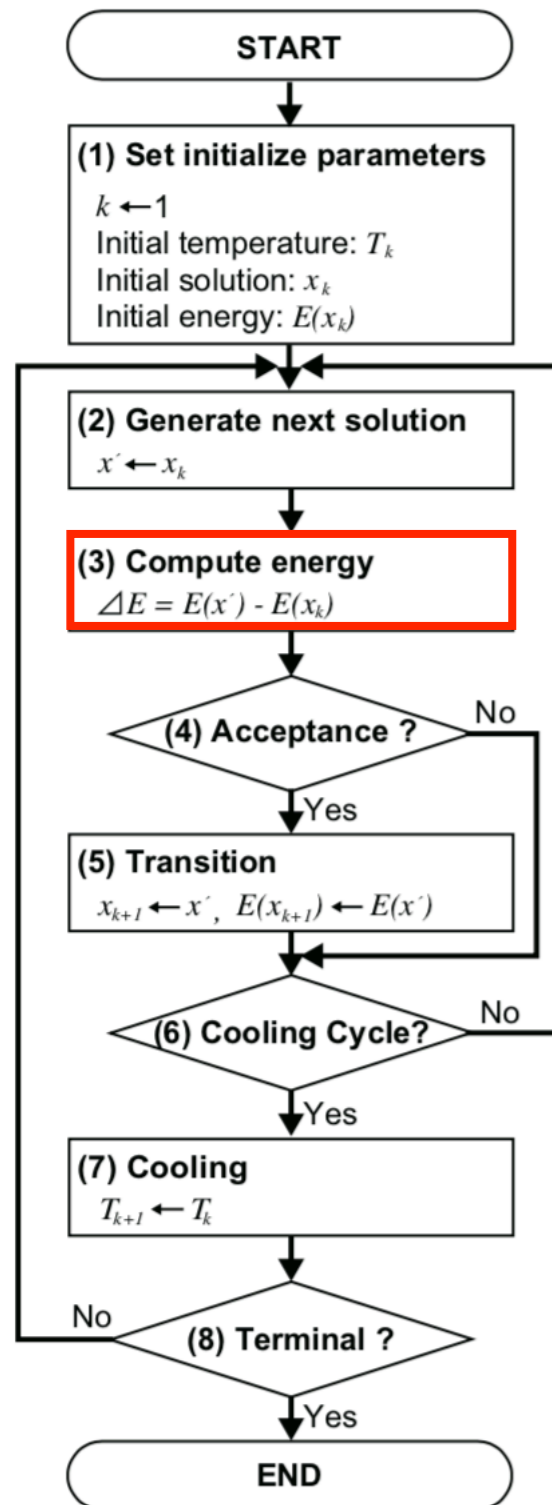 START
(1) Set initialize parameters
k ←1
Initial temperature: Tₖ
Initial solution: xₖ
Initial energy: E(xₖ)
(2) Generate next solution
x´ ← xₖ
(3) Compute energy
⊿E = E(x´) - E(xₖ)
(4) Acceptance ?
No
Yes
(5) Transition
xₖ₊₁ ← x´, E(xₖ₊₁) ← E(x´)
(6) Cooling Cycle?
No
Yes
(7) Cooling
Tₖ₊₁ ← Tₖ
No
(8) Terminal ?
Yes
END